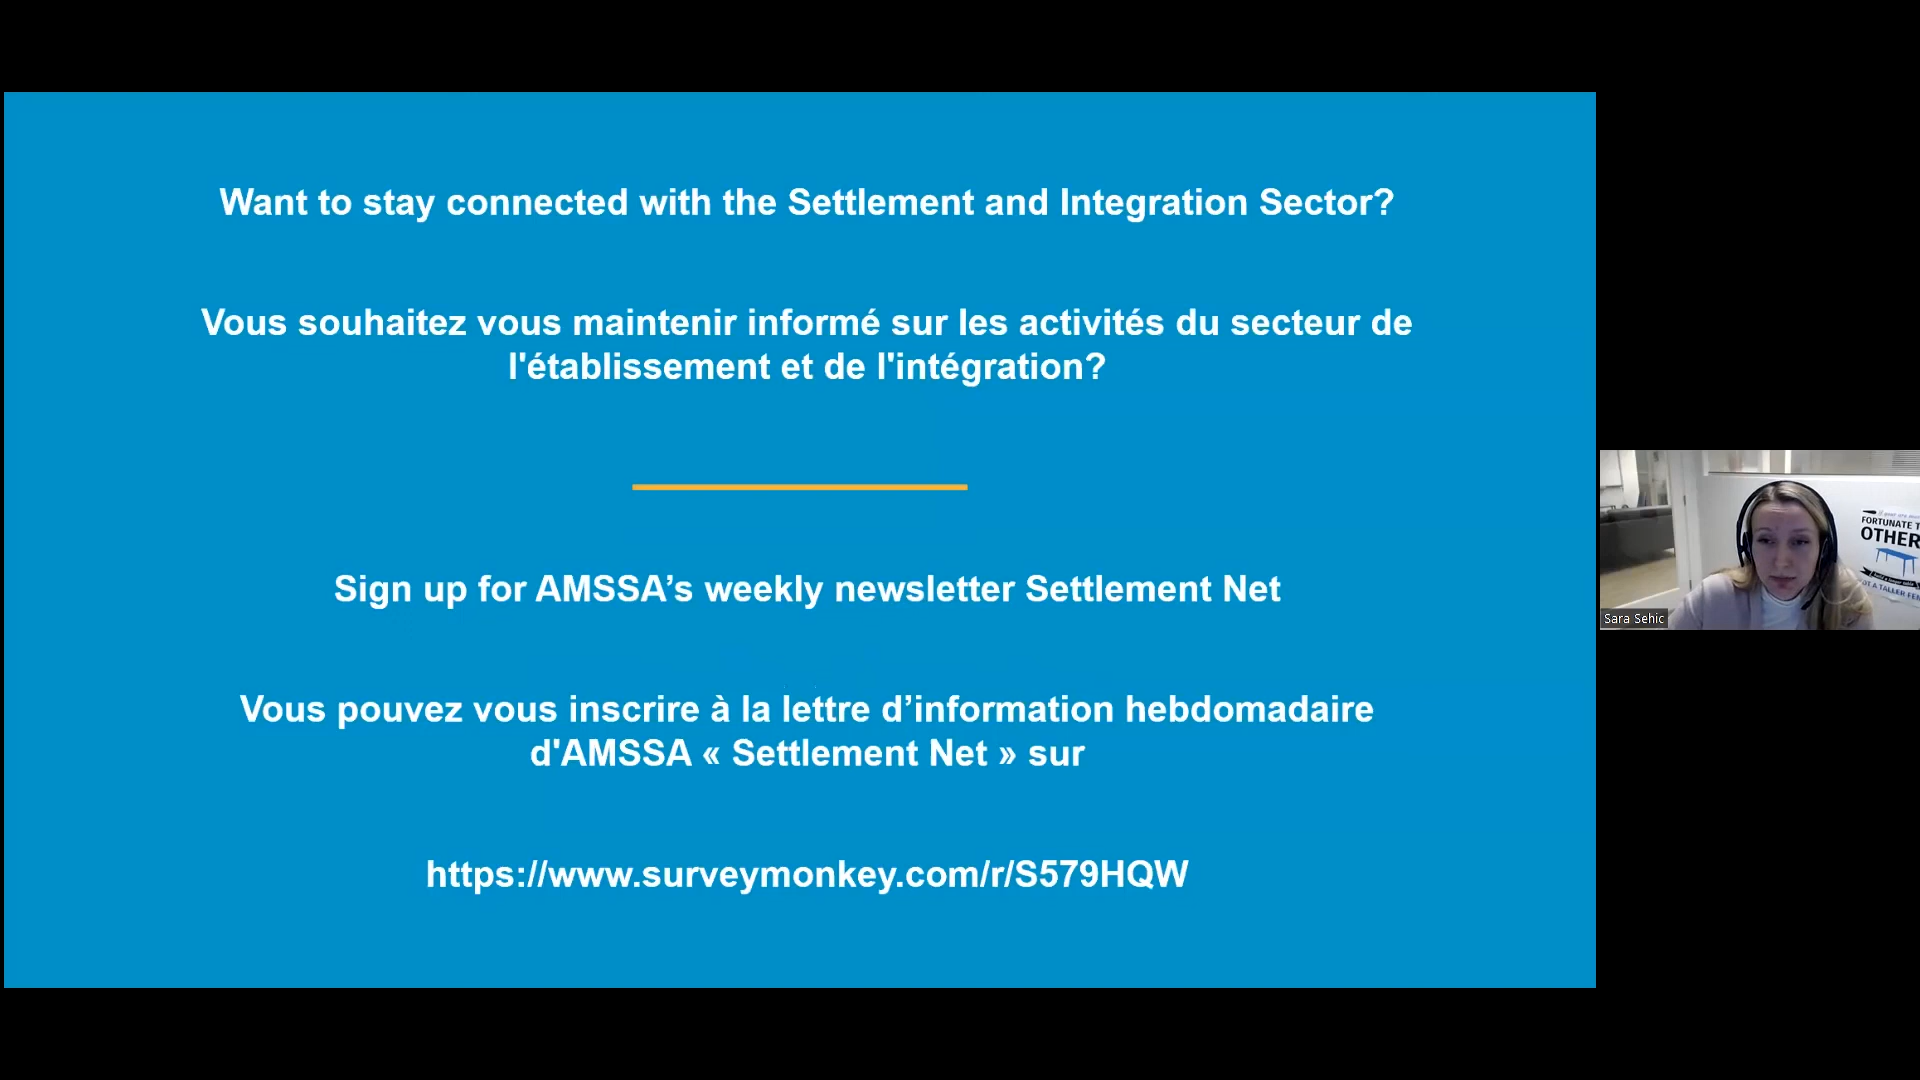 Want to stay connected with the Settlement and Integration Sector?
Vous souhaitez vous maintenir informé sur les activités du secteur de
l'établissement et de l'intégration?
Sign up for AMSSA’s weekly newsletter Settlement Net
Vous pouvez vous inscrire à la lettre d’information hebdomadaire
d'AMSSA « Settlement Net » sur
https://www.surveymonkey.com/r/S579HQW
FORTUNATE T
OTHER
A TALLER FEN
Sara Sehic